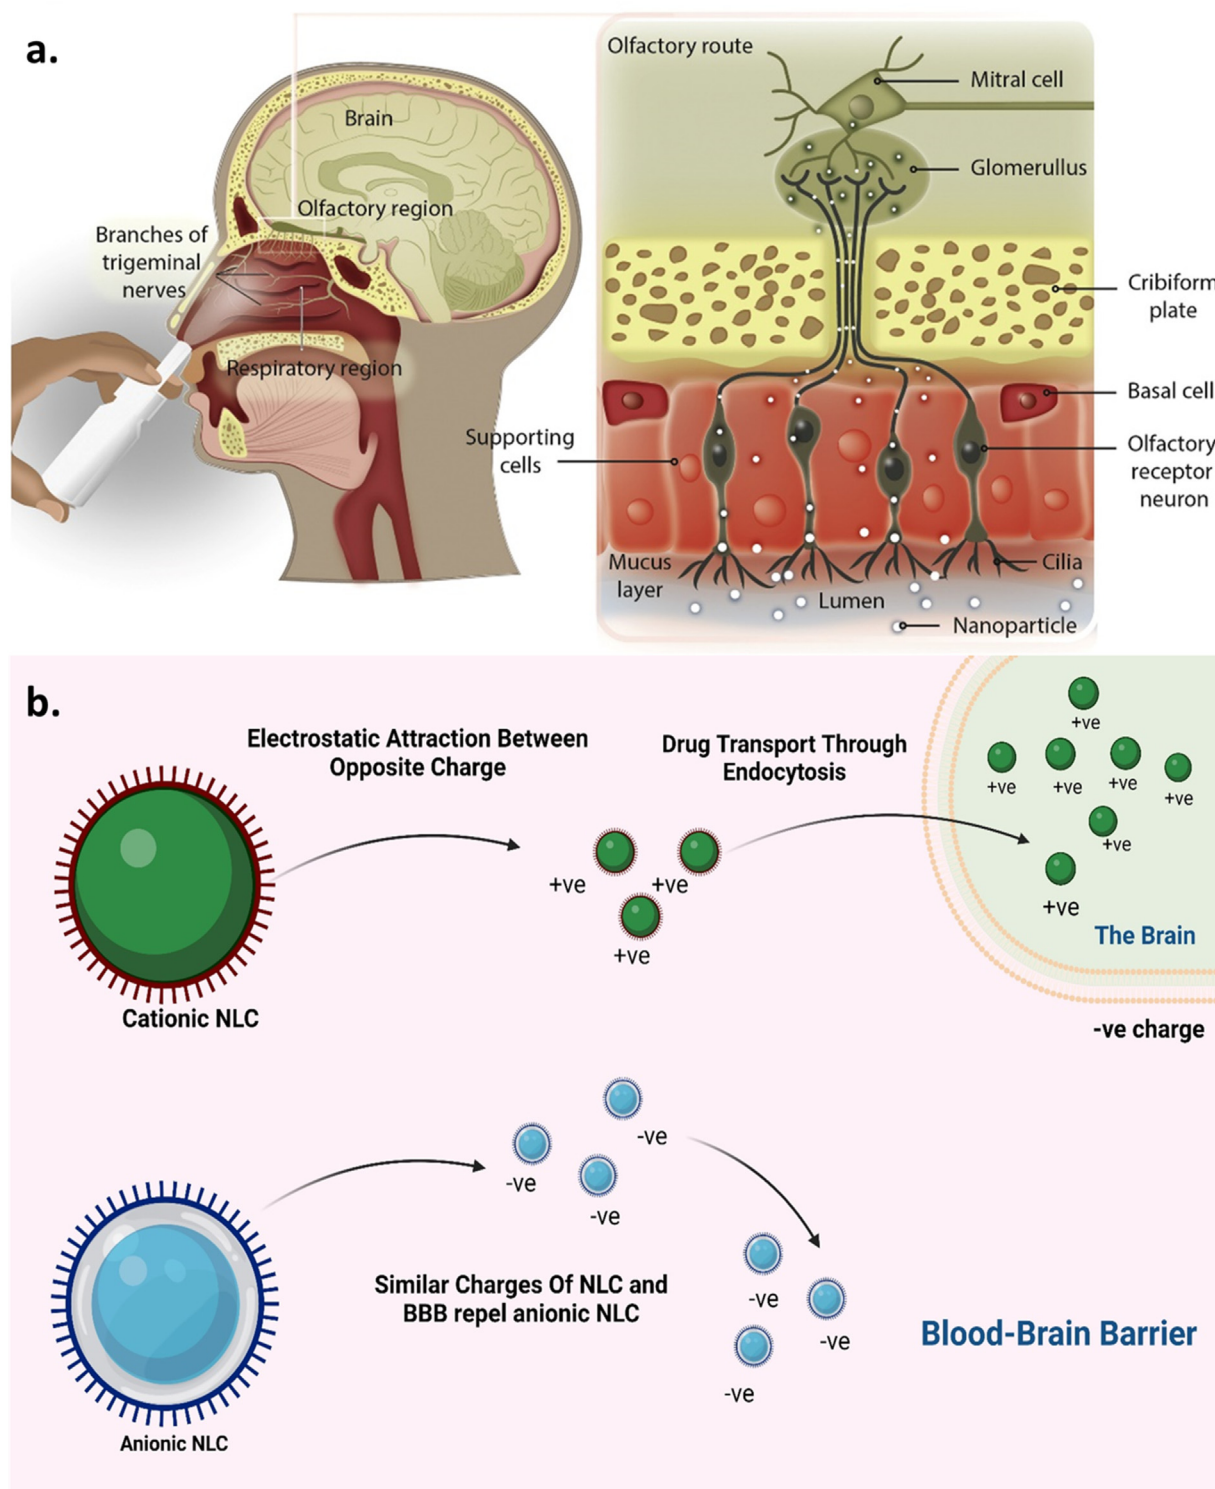 a.
Brain
Olfactory region
Branches of
trigeminal
nerves
Respiratory region
Olfactory route
Mitral cell
Glomerullus
Cribiform
plate
Basal cell
Supporting
cells
Olfactory
receptor
neuron
Mucus
layer
Cilia
Lumen
Nanoparticle
b.
Electrostatic Attraction Between
Opposite Charge
Drug Transport Through
Endocytosis
+ve
+ve
+ve
+ve
+ve
+ve
+ve
+ve
+ve
+ve
The Brain
Cationic NLC
-ve charge
-ve
-ve
-ve
Similar Charges Of NLC and
BBB repel anionic NLC
-ve
-ve
-ve
Blood-Brain Barrier
Anionic NLC